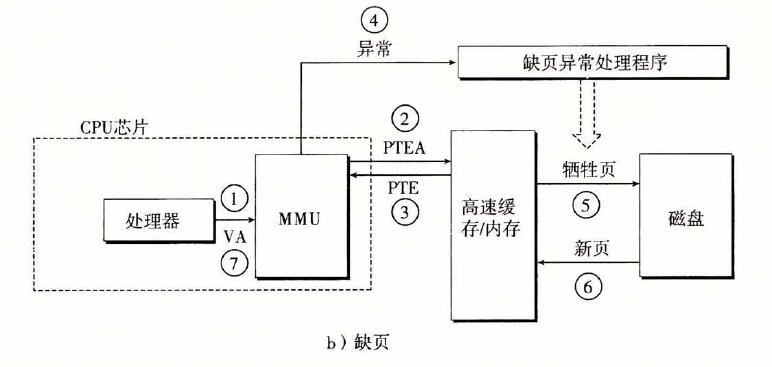 ④
异常
缺页异常处理程序
CPU芯片
②
PTEA
PTE
③
①
VA
⑦
处理器
MMU
高速缓
存/内存
牺牲页
⑤
新页
⑥
磁盘
b）缺页